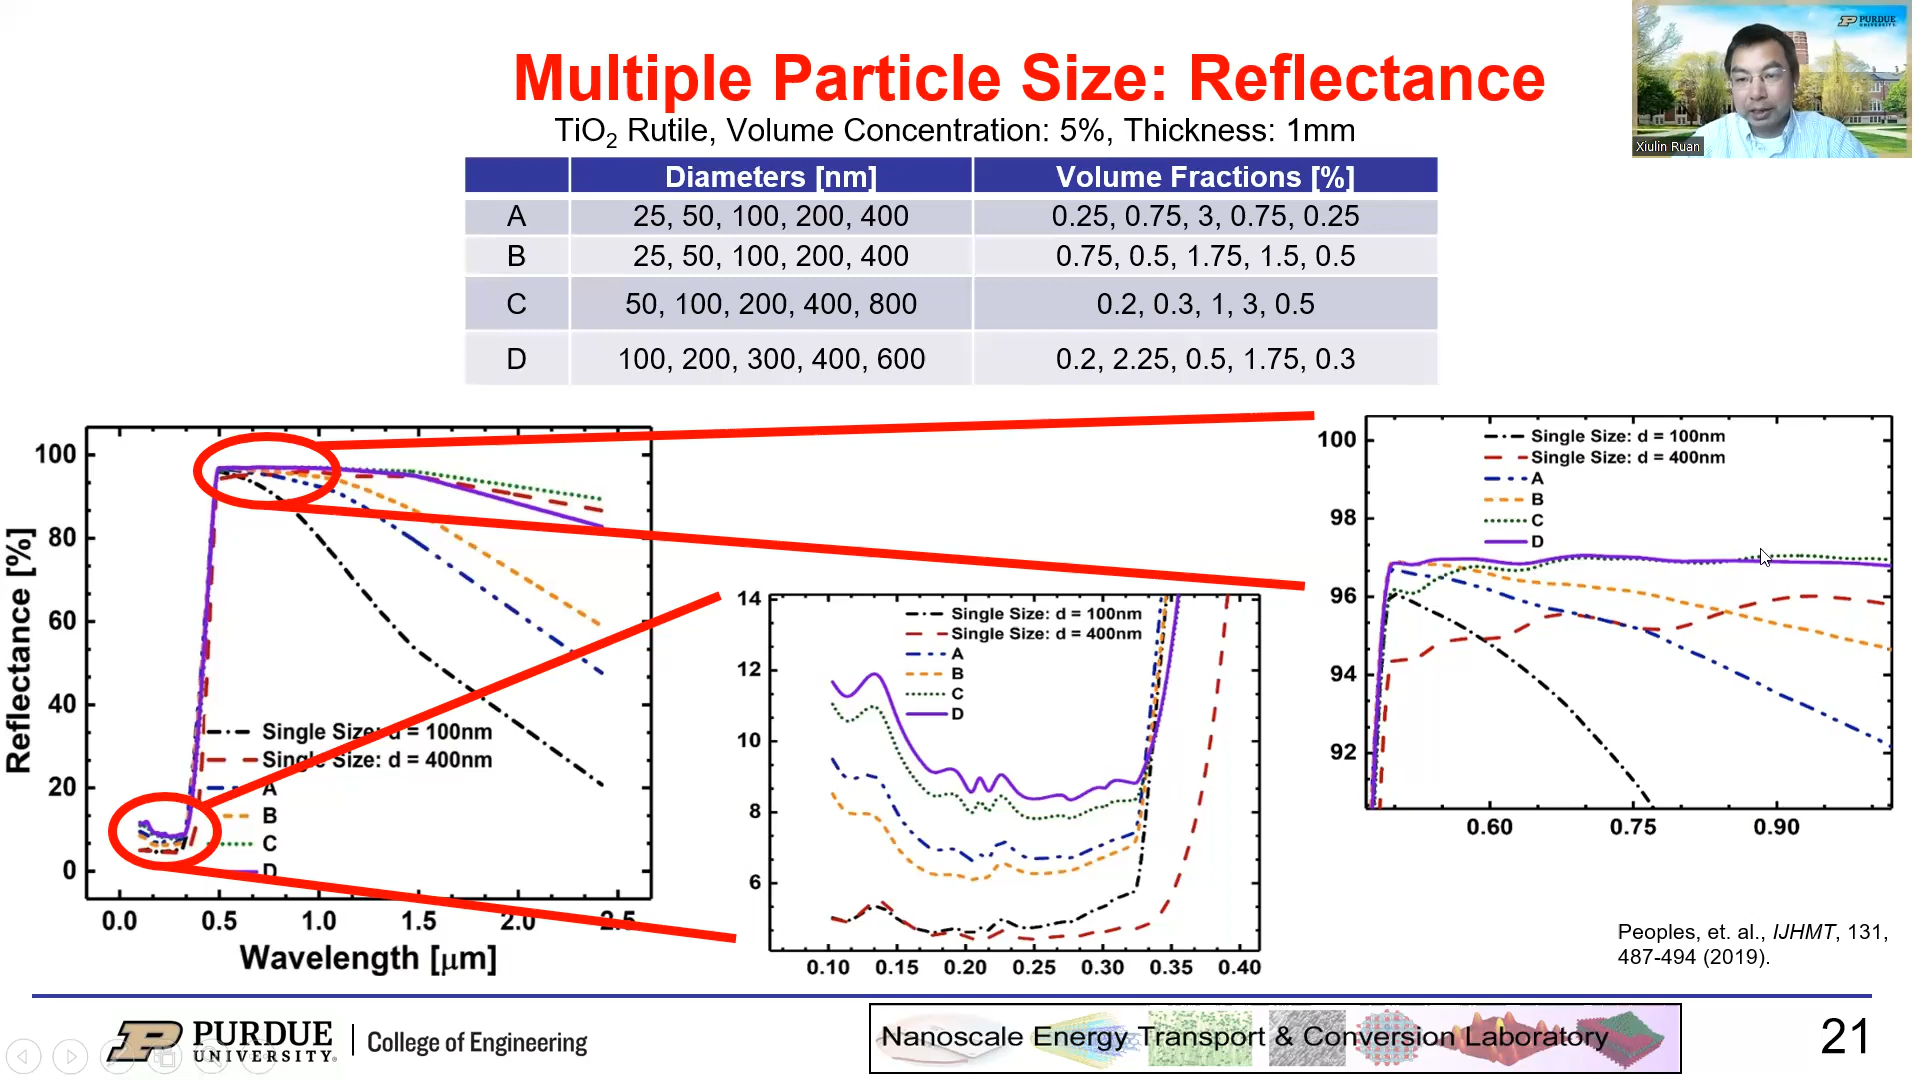 Multiple Particle Size: Reflectance
TiO2 Rutile, Volume Concentration: 5%, Thickness: 1mm
PURDUE
UNIVERSITY
Xiulin Ruan
Diameters [nm] Volume Fractions [%]
A 25, 50, 100, 200, 400 0.25, 0.75, 3, 0.75, 0.25
B 25, 50, 100, 200, 400 0.75, 0.5, 1.75, 1.5, 0.5
C 50, 100, 200, 400, 800 0.2, 0.3, 1, 3, 0.5
D 100, 200, 300, 400, 600 0.2, 2.25, 0.5, 1.75, 0.3
Reflectance [%]
100
80
60
40
20
0
Single Size: d = 100nm
Single Size: d = 400nm
A
B
C
D
0.0 0.5 1.0 1.5 2.0 2.5
Wavelength [μm]
14
12
10
8
6
Single Size: d = 100nm
Single Size: d = 400nm
A
B
C
D
0.10 0.15 0.20 0.25 0.30 0.35 0.40
100
98
96
94
92
Single Size: d = 100nm
Single Size: d = 400nm
A
B
C
D
0.60 0.75 0.90
Peoples, et. al., IJHMT, 131,
487-494 (2019).
PURDUE
UNIVERSITY.
College of Engineering
Nanoscale Energy Transport & Conversion Laboratory
21